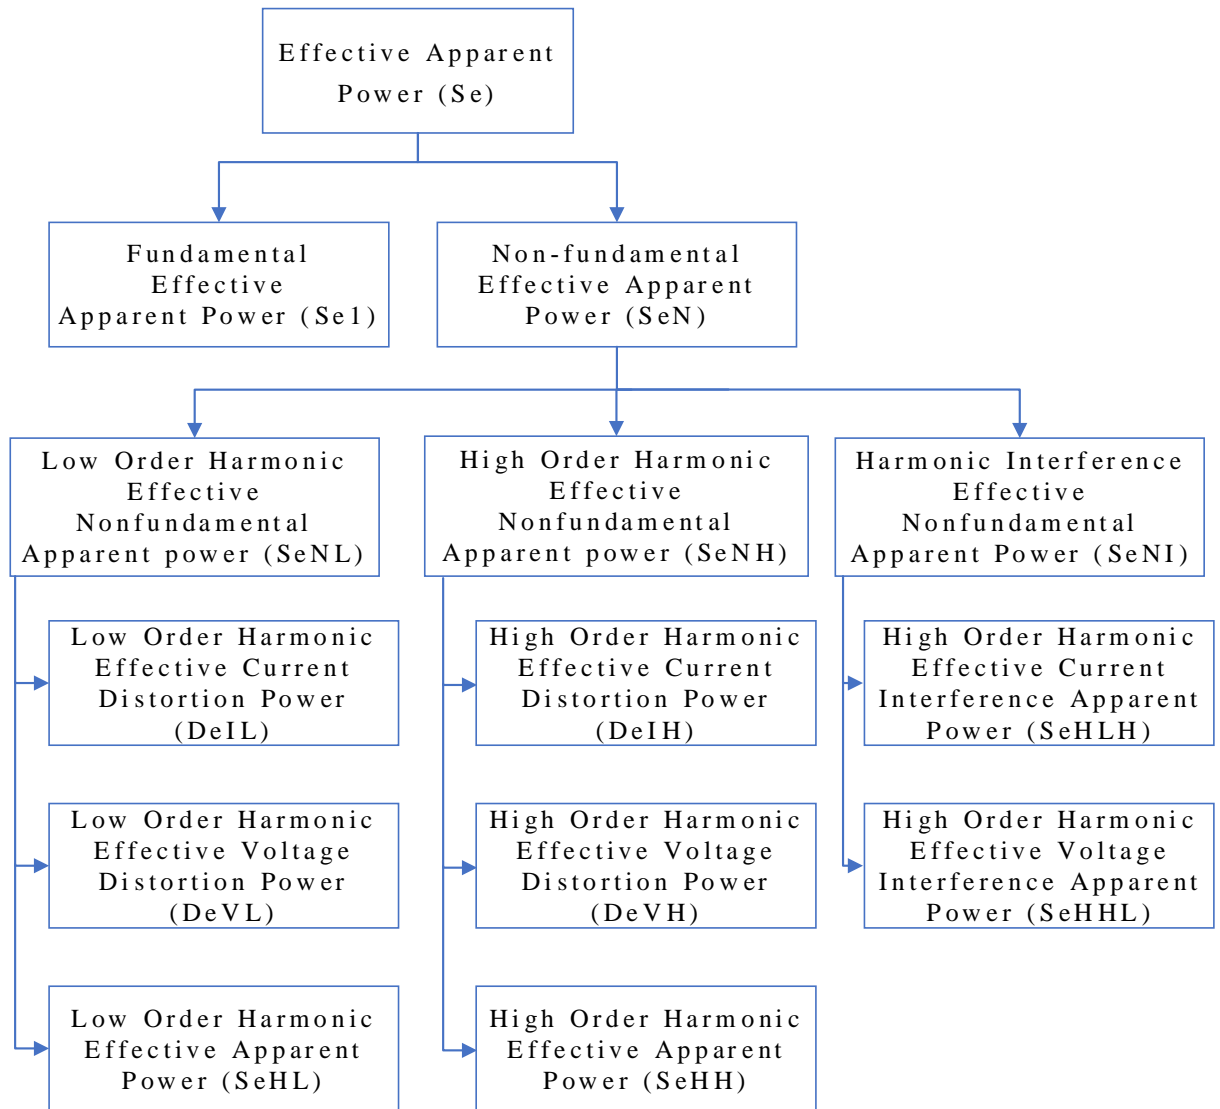 Effective Apparent
Power (Se)
Fundamental
Effective
Apparent Power (Se1)
Non-fundamental
Effective Apparent
Power (SeN)
Low Order Harmonic
Effective
Nonfundamental
Apparent power (SeNL)
High Order Harmonic
Effective
Nonfundamental
Apparent power (SeNH)
Harmonic Interference
Effective
Nonfundamental
Apparent Power (SeNI)
Low Order Harmonic
Effective Current
Distortion Power
(DeIL)
High Order Harmonic
Effective Current
Distortion Power
(DeIH)
High Order Harmonic
Effective Current
Interference Apparent
Power (SeHLH)
Low Order Harmonic
Effective Voltage
Distortion Power
(DeVL)
High Order Harmonic
Effective Voltage
Distortion Power
(DeVH)
High Order Harmonic
Effective Voltage
Interference Apparent
Power (SeHHL)
Low Order Harmonic
Effective Apparent
Power (SeHL)
High Order Harmonic
Effective Apparent
Power (SeHH)